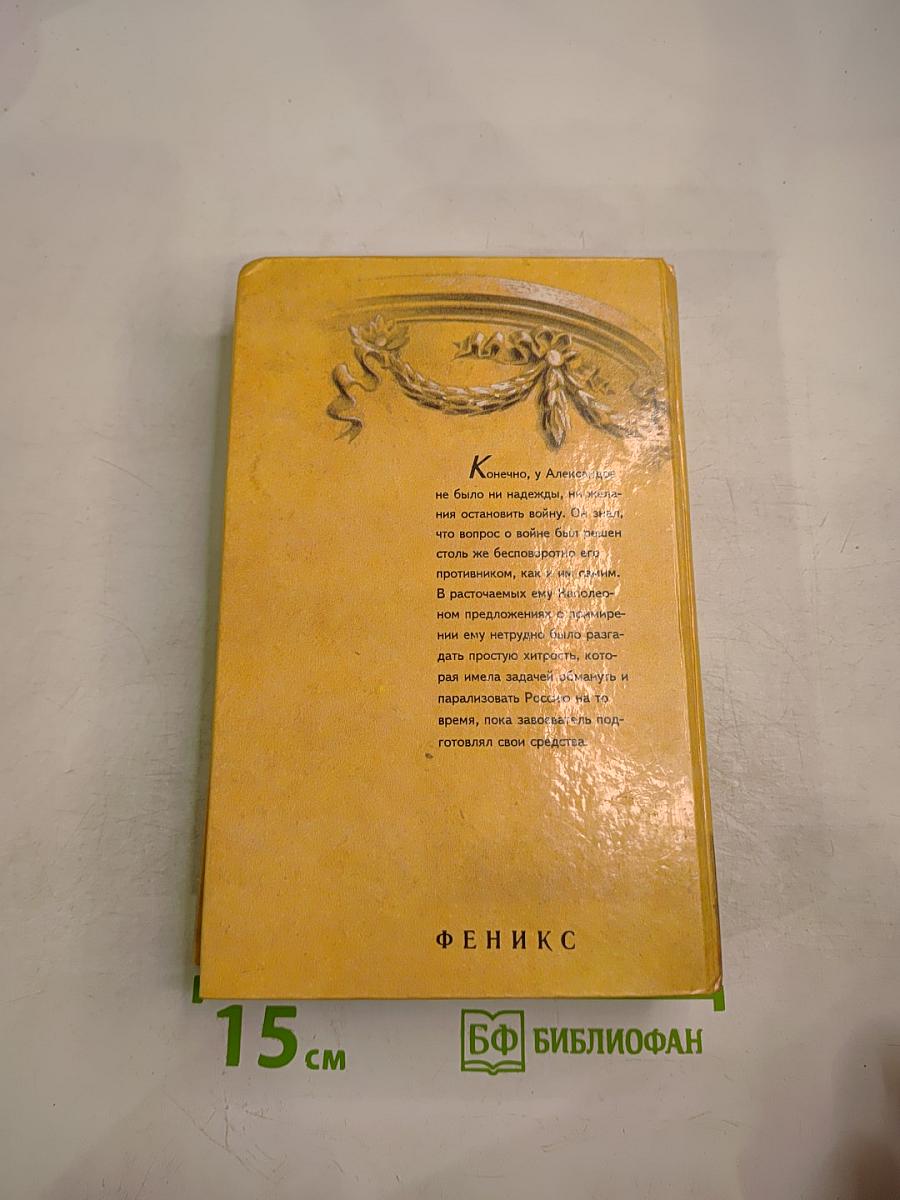 Конечно, у Александра
не было ни надежды, ни жела-
ния остановить войну. Он знал,
что вопрос о войне был решен
столь же бесповоротно его
противником, как и им самим.
В расточаемых ему Наполео-
ном предложениях о примире-
нии ему нетрудно было разга-
дать простую хитрость, кото-
рая имела задачей обмануть и
парализовать Россию на то
время, пока завоеватель под-
готовлял свои средства.
ФЕНИКС
15 см
БФ БИБЛИОФАН